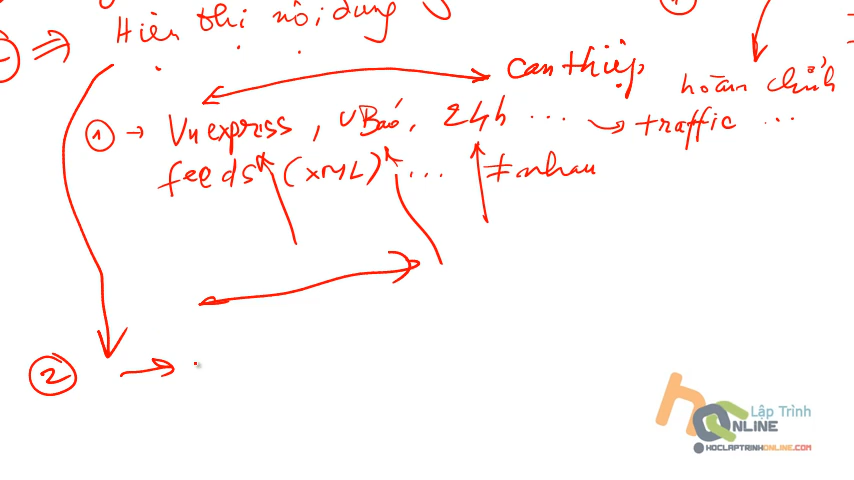 Hiển thị nội dung
can thiệp
hoàn chỉnh
1 → Vnexpress, vBáo, 24h ... → traffic ...
feeds (XML) ... ≠ nhau
2 →
Lập Trình
ONLINE
HOCLAPTRINHONLINE.COM